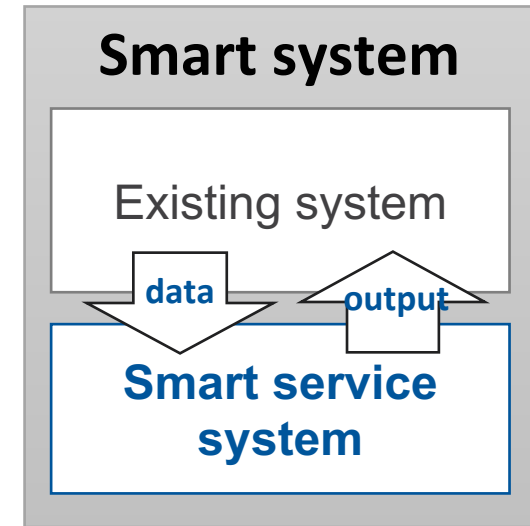 Smart system
Existing system
data
output
Smart service
system